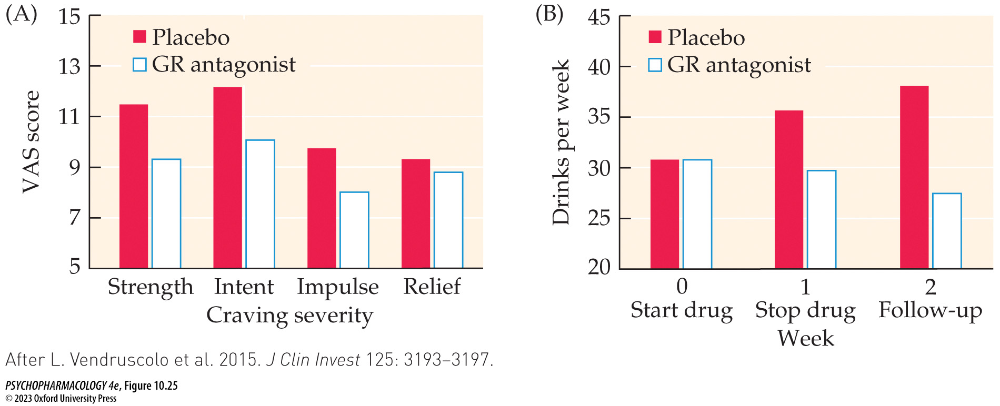 (A)
VAS score
15
13
11
9
7
5
Placebo
GR antagonist
Strength Intent Impulse Relief
Craving severity
(B)
Drinks per week
45
40
35
30
25
20
Placebo
GR antagonist
0 1 2
Start drug Stop drug Follow-up
Week
After L. Vendruscolo et al. 2015. J Clin Invest 125: 3193–3197.
PSYCHOPHARMACOLOGY 4e, Figure 10.25
© 2023 Oxford University Press